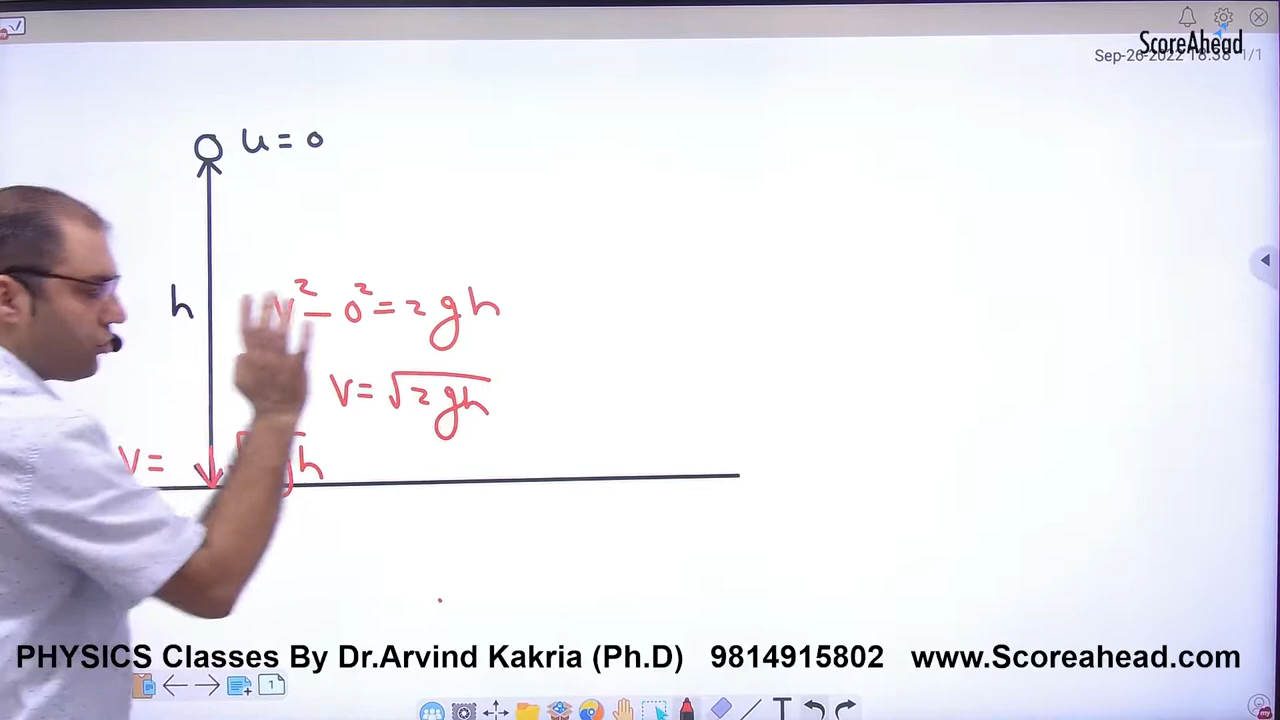 ScoreAhead
Sep-26-2022 18:38 1/1
u = 0
h
v² - 0² = 2gh
v = √2gh
v =
gh
PHYSICS Classes By Dr.Arvind Kakria (Ph.D) 9814915802 www.Scoreahead.com
1